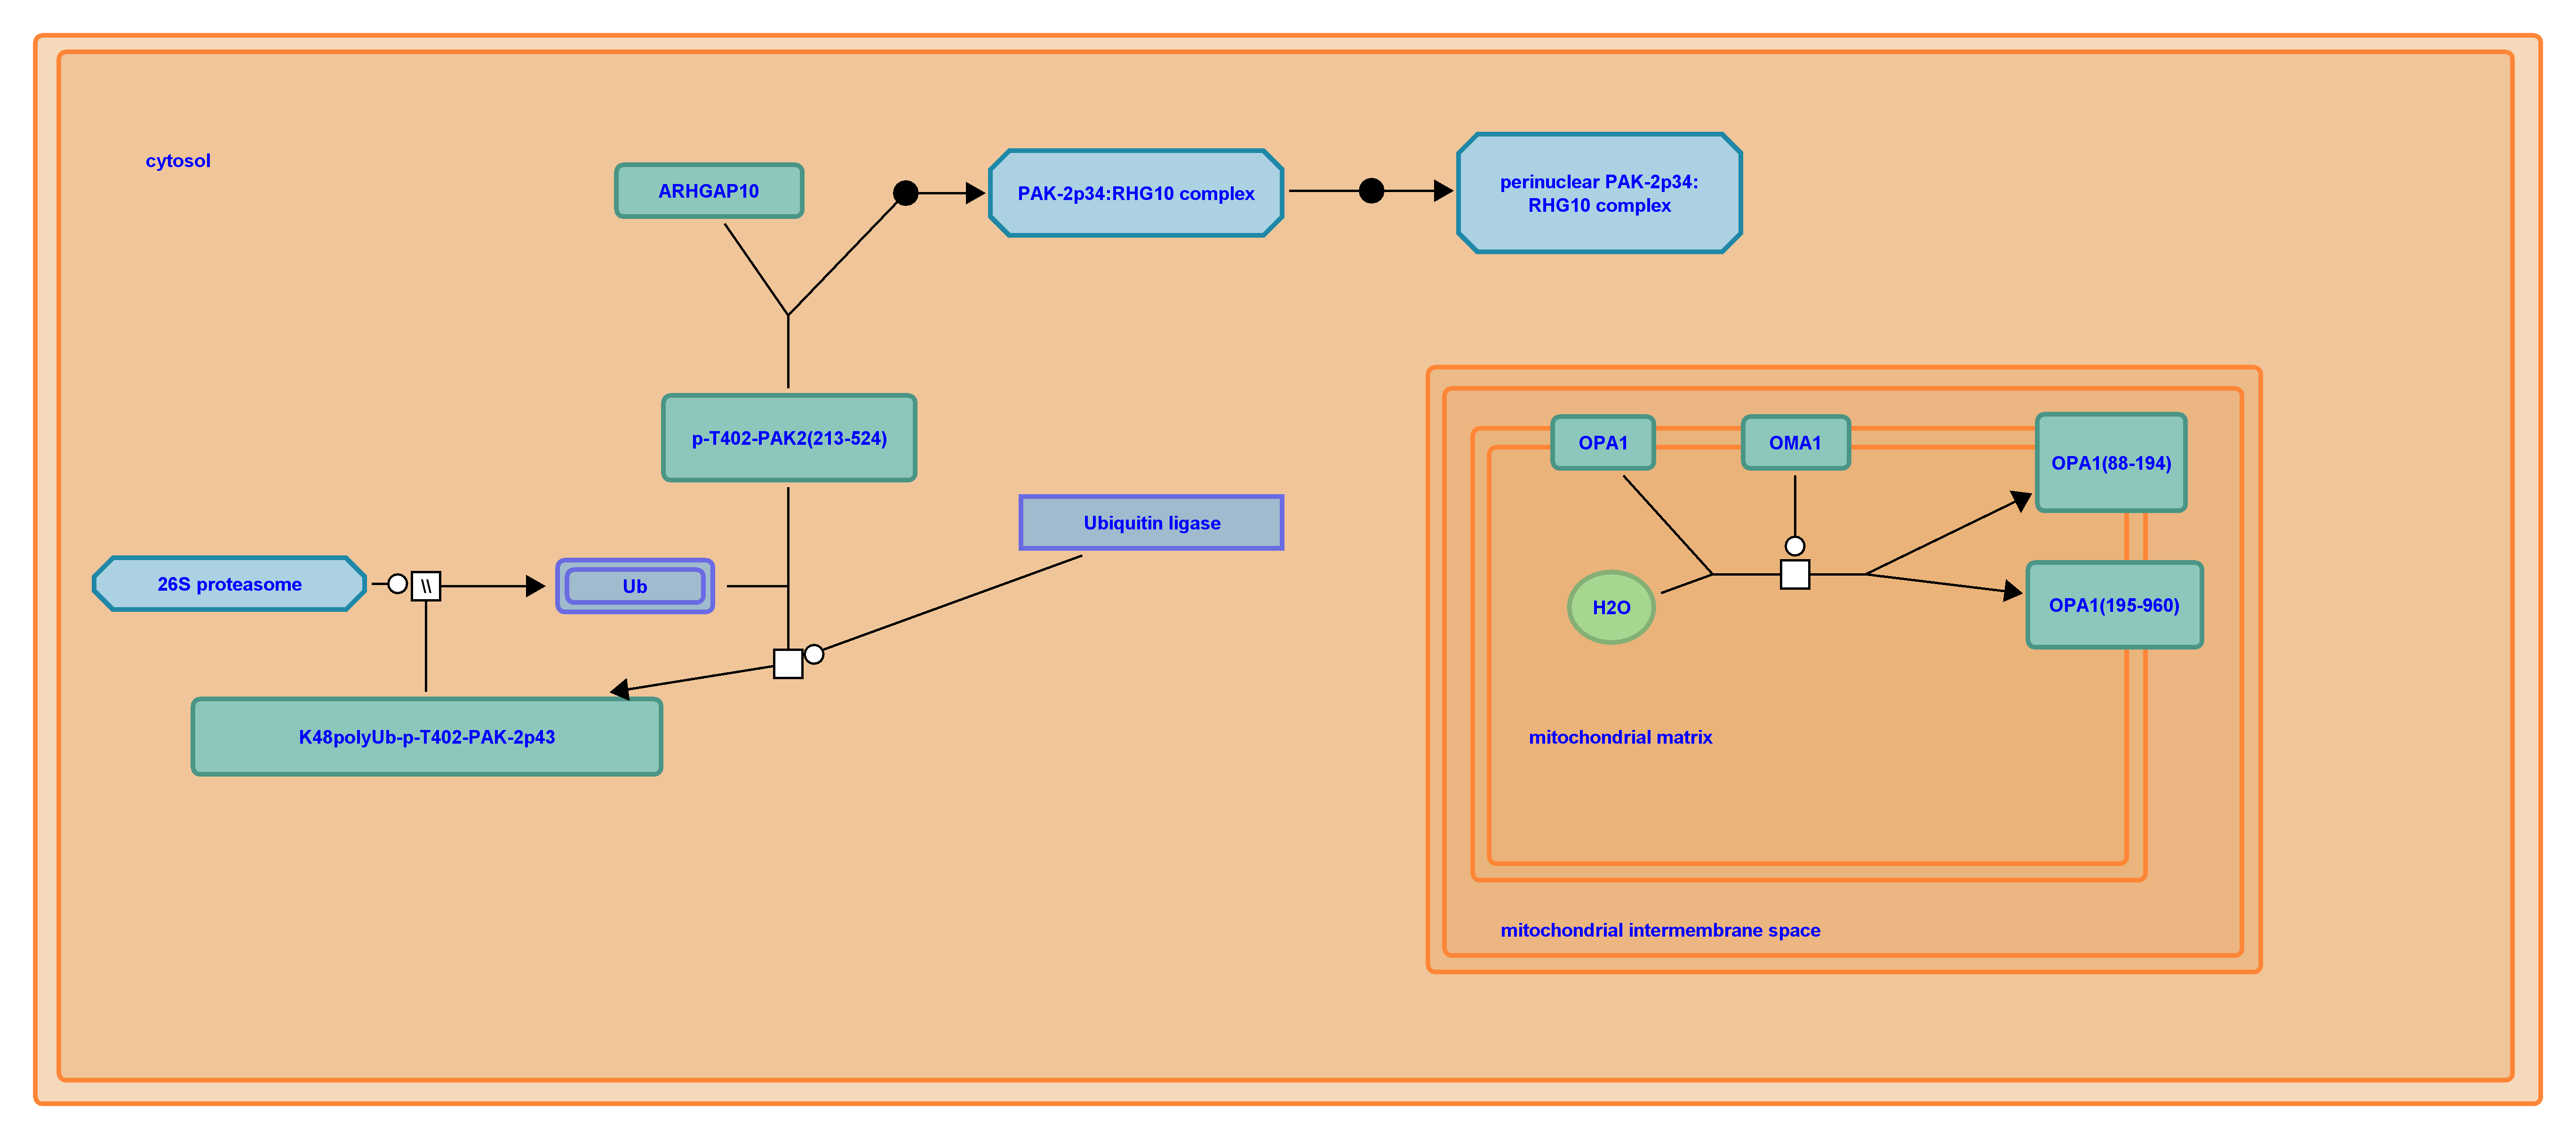 cytosol
ARHGAP10
PAK-2p34:RHG10 complex
perinuclear PAK-2p34:
RHG10 complex
p-T402-PAK2(213-524)
OPA1
OMA1
OPA1(88-194)
Ubiquitin ligase
26S proteasome
\\
Ub
H2O
OPA1(195-960)
K48polyUb-p-T402-PAK-2p43
mitochondrial matrix
mitochondrial intermembrane space